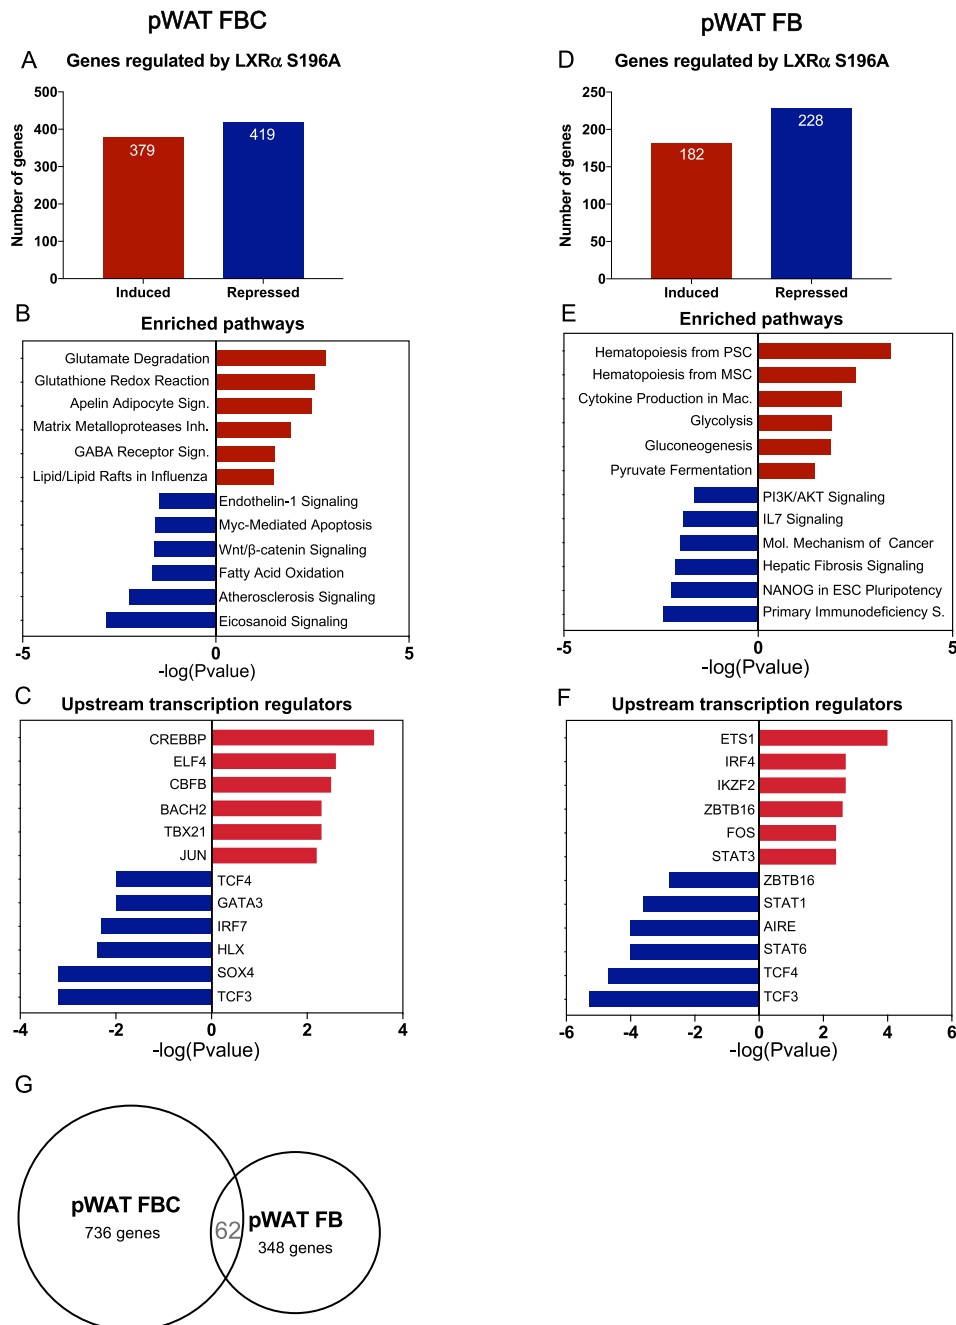 pWAT FBC
A Genes regulated by LXRα S196A
500
400
300
200
100
0
Number of genes
379
419
Induced Repressed
B
Enriched pathways
Glutamate Degradation
Glutathione Redox Reaction
Apelin Adipocyte Sign.
Matrix Metalloproteases Inh.
GABA Receptor Sign.
Lipid/Lipid Rafts in Influenza
Endothelin-1 Signaling
Myc-Mediated Apoptosis
Wnt/β-catenin Signaling
Fatty Acid Oxidation
Atherosclerosis Signaling
Eicosanoid Signaling
-5 0 5
-log(Pvalue)
C
Upstream transcription regulators
CREBBP
ELF4
CBFB
BACH2
TBX21
JUN
TCF4
GATA3
IRF7
HLX
SOX4
TCF3
-4 -2 0 2 4
-log(Pvalue)
pWAT FB
D Genes regulated by LXRα S196A
250
200
150
100
50
0
Number of genes
182
228
Induced Repressed
E
Enriched pathways
Hematopoiesis from PSC
Hematopoiesis from MSC
Cytokine Production in Mac.
Glycolysis
Gluconeogenesis
Pyruvate Fermentation
PI3K/AKT Signaling
IL7 Signaling
Mol. Mechanism of Cancer
Hepatic Fibrosis Signaling
NANOG in ESC Pluripotency
Primary Immunodeficiency S.
-5 0 5
-log(Pvalue)
F
Upstream transcription regulators
ETS1
IRF4
IKZF2
ZBTB16
FOS
STAT3
ZBTB16
STAT1
AIRE
STAT6
TCF4
TCF3
-6 -4 -2 0 2 4 6
-log(Pvalue)
G
pWAT FBC
736 genes
62
pWAT FB
348 genes